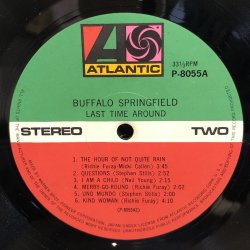 ATLANTIC
33⅓RPM
P-8055A
BUFFALO SPRINGFIELD
LAST TIME AROUND
STEREO TWO
1. THE HOUR OF NOT QUITE RAIN
(Richie Furay-Micki Callen) 3:45
2. QUESTIONS (Stephen Stills) 2:52
3. I AM A CHILD (Neil Young) 2:15
4. MERRY-GO-ROUND (Richie Furay) 2:02
5. UNO MUNDO (Stephen Stills) 2:00
6. KIND WOMAN (Richie Furay) 4:10